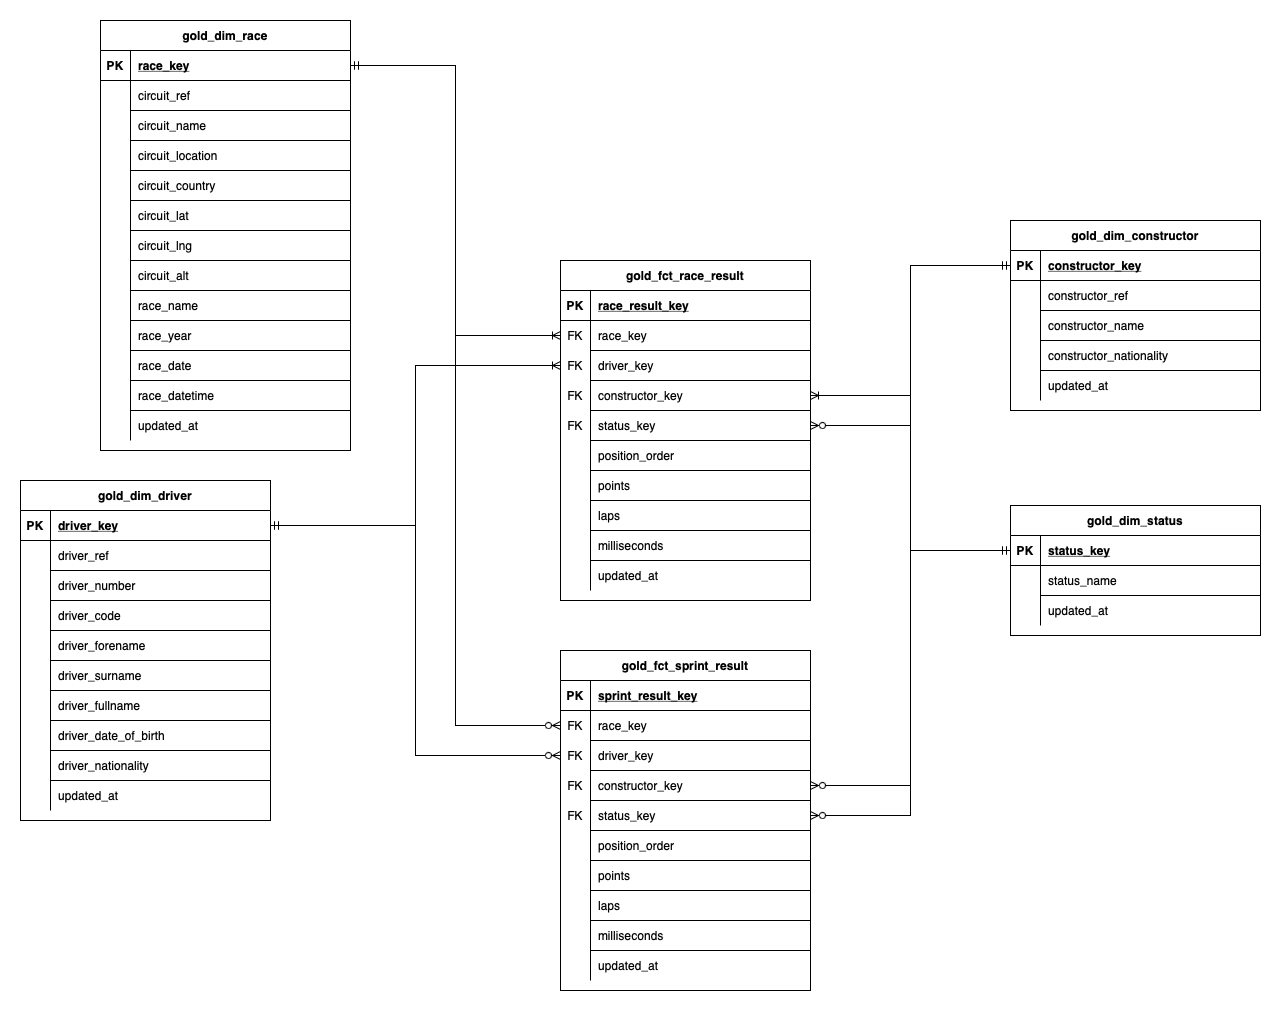 gold_dim_race
PK race_key
circuit_ref
circuit_name
circuit_location
circuit_country
circuit_lat
circuit_lng
circuit_alt
race_name
race_year
race_date
race_datetime
updated_at
gold_dim_driver
PK driver_key
driver_ref
driver_number
driver_code
driver_forename
driver_surname
driver_fullname
driver_date_of_birth
driver_nationality
updated_at
gold_fct_race_result
PK race_result_key
FK race_key
FK driver_key
FK constructor_key
FK status_key
position_order
points
laps
milliseconds
updated_at
gold_fct_sprint_result
PK sprint_result_key
FK race_key
FK driver_key
FK constructor_key
FK status_key
position_order
points
laps
milliseconds
updated_at
gold_dim_constructor
PK constructor_key
constructor_ref
constructor_name
constructor_nationality
updated_at
gold_dim_status
PK status_key
status_name
updated_at